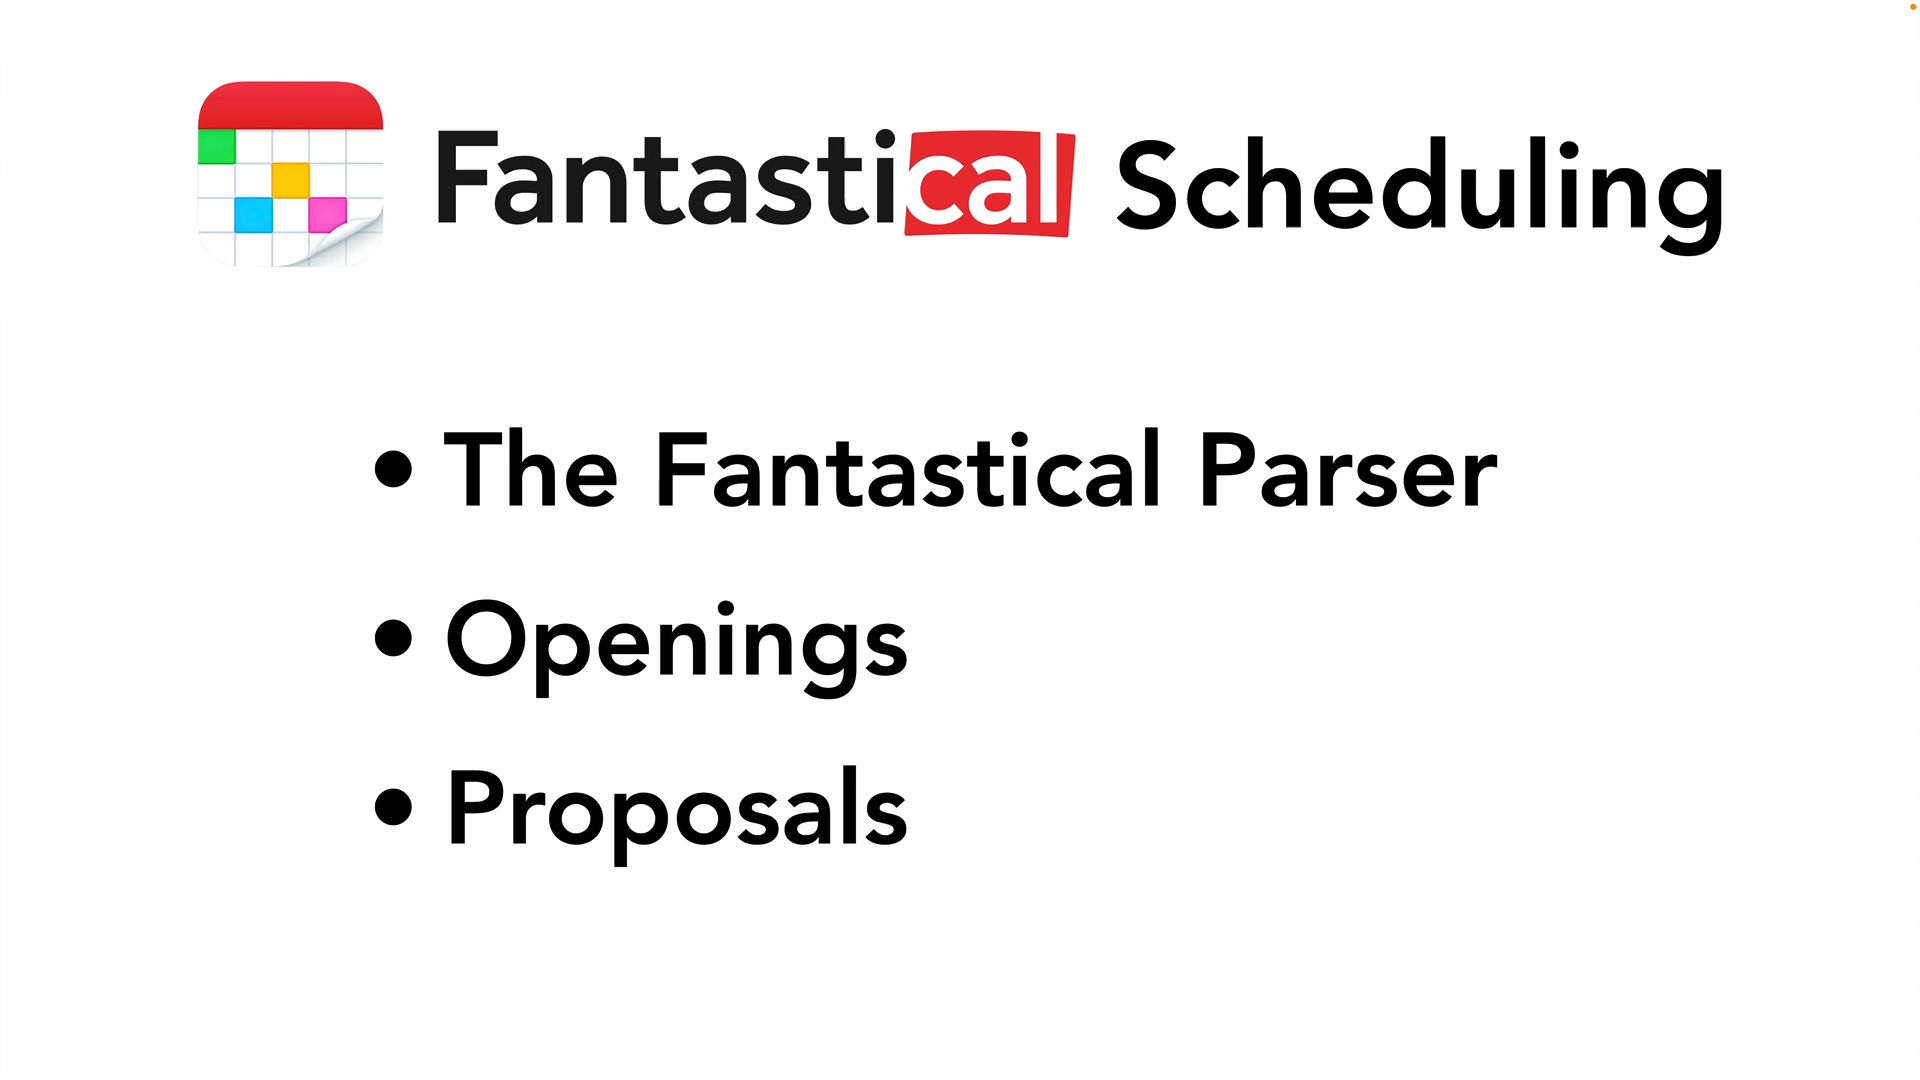 Fantastical Scheduling
• The Fantastical Parser
• Openings
• Proposals